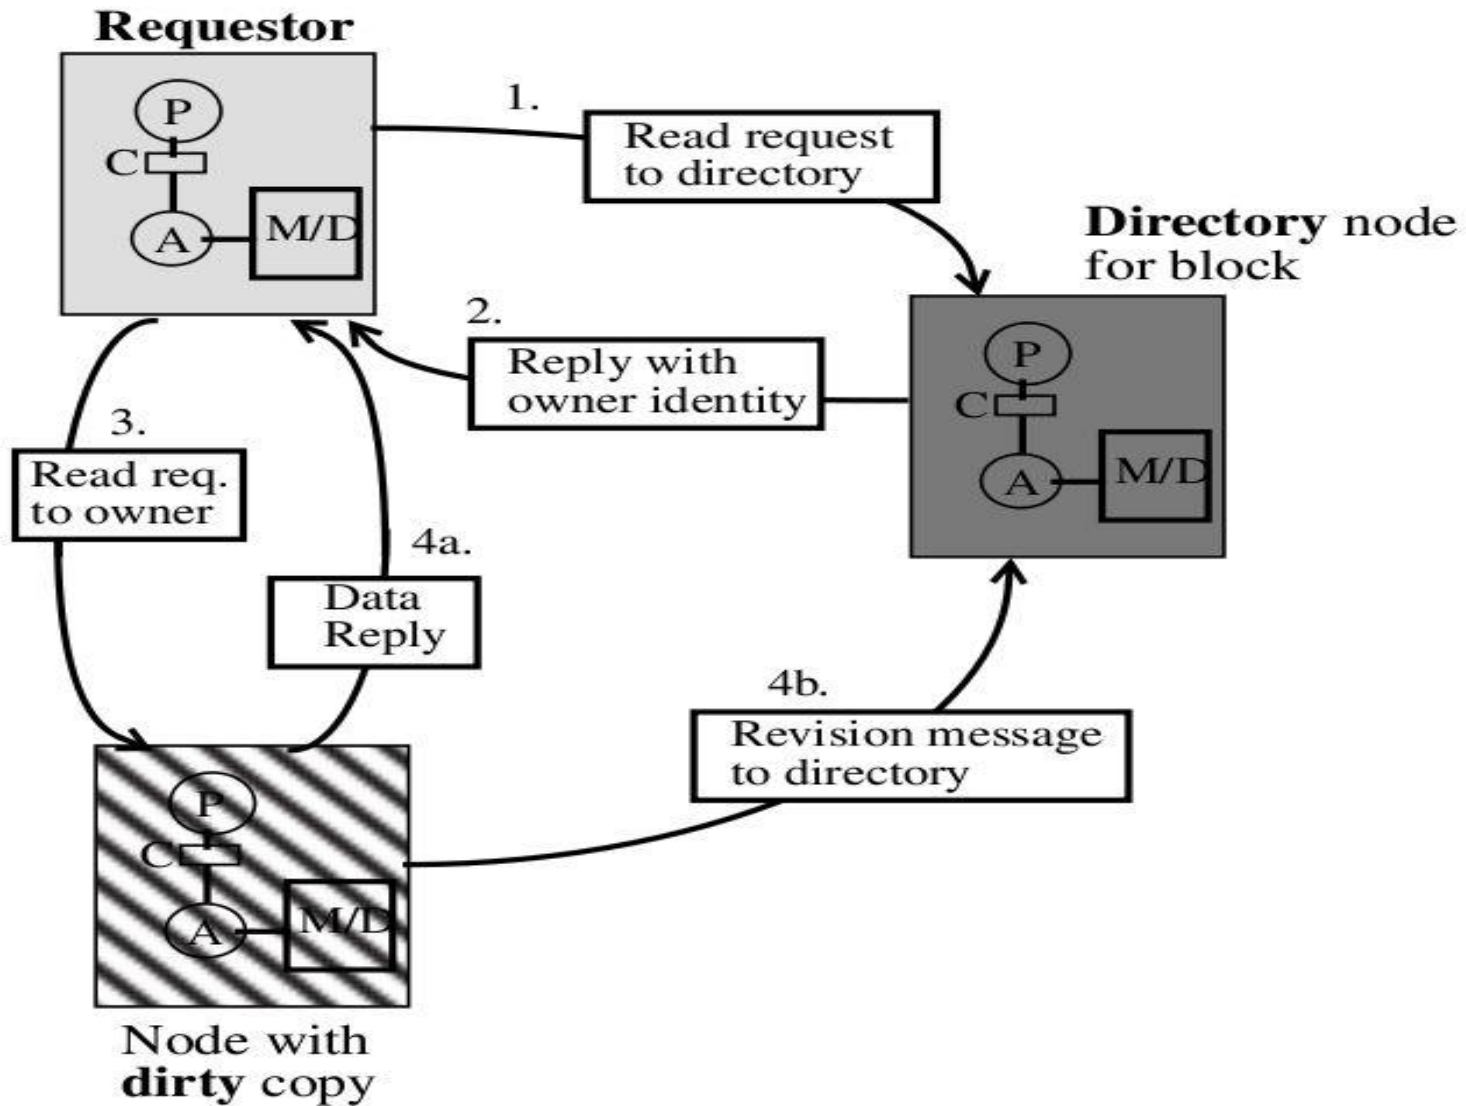 Requestor
P
C
A
M/D
1.
Read request
to directory
Directory node
for block
P
C
A
M/D
2.
Reply with
owner identity
3.
Read req.
to owner
4a.
Data
Reply
4b.
Revision message
to directory
P
C
A
M/D
Node with
dirty copy